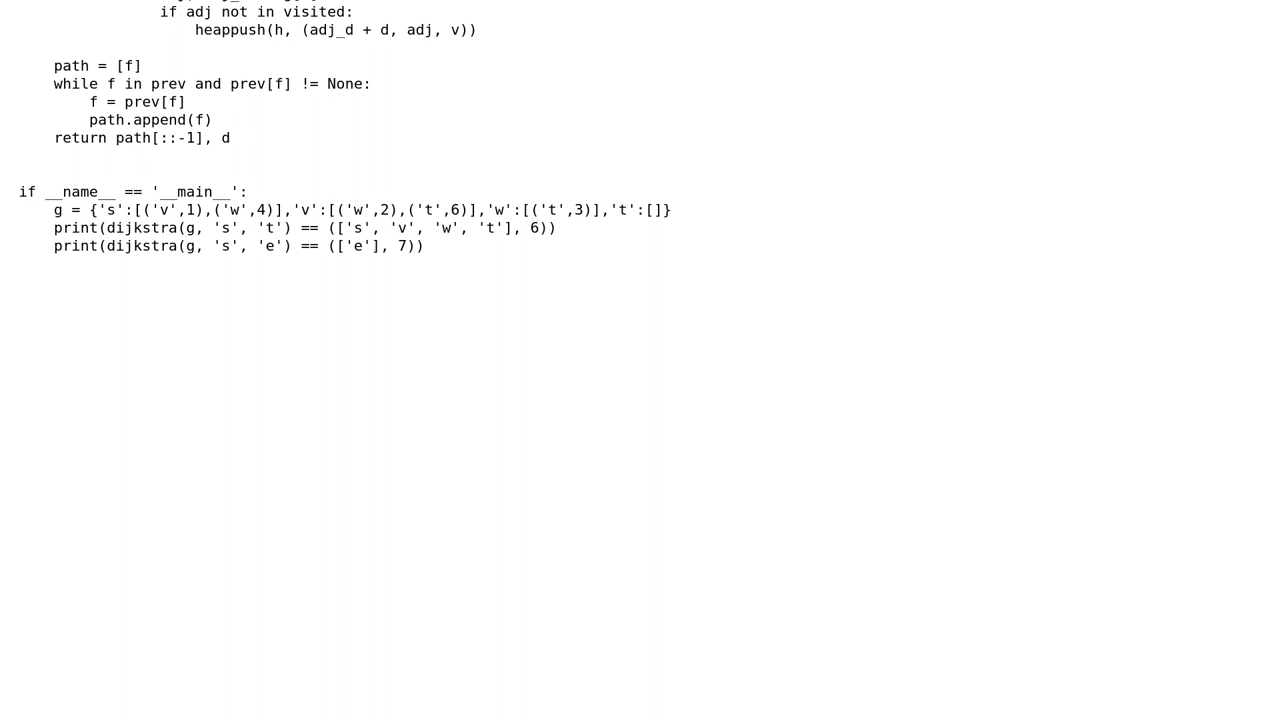 if adj not in visited:
heappush(h, (adj_d + d, adj, v))
path = [f]
while f in prev and prev[f] != None:
f = prev[f]
path.append(f)
return path[::-1], d
if __name__ == '__main__':
g = {'s':[('v',1),('w',4)],'v':[('w',2),('t',6)],'w':[('t',3)],'t':[]}
print(dijkstra(g, 's', 't') == (['s', 'v', 'w', 't'], 6))
print(dijkstra(g, 's', 'e') == (['e'], 7))